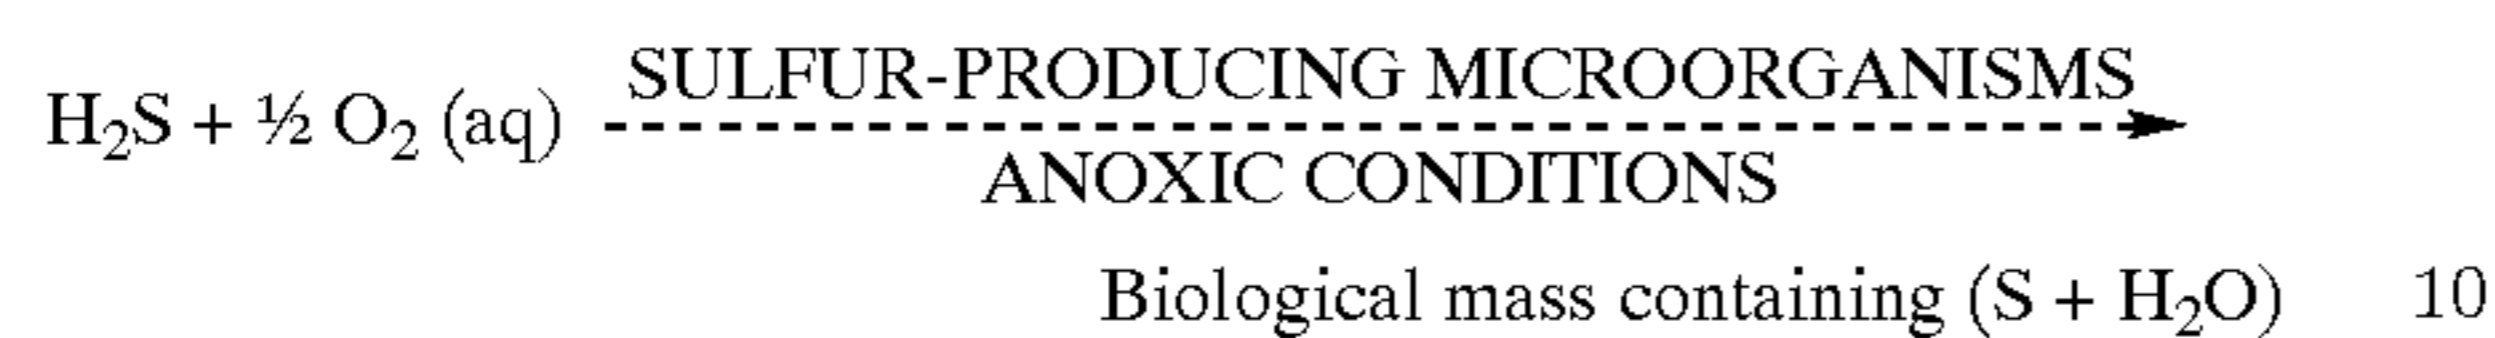 SULFUR-PRODUCING MICROORGANISMS
H₂S + ½ O₂ (aq)
ANOXIC CONDITIONS
Biological mass containing (S + H₂O) 10